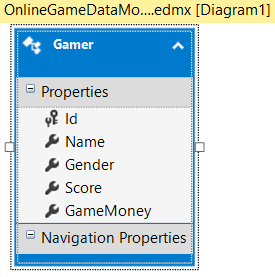 OnlineGameDataMo....edmx [Diagram1]
Gamer
Properties
Id
Name
Gender
Score
GameMoney
Navigation Properties